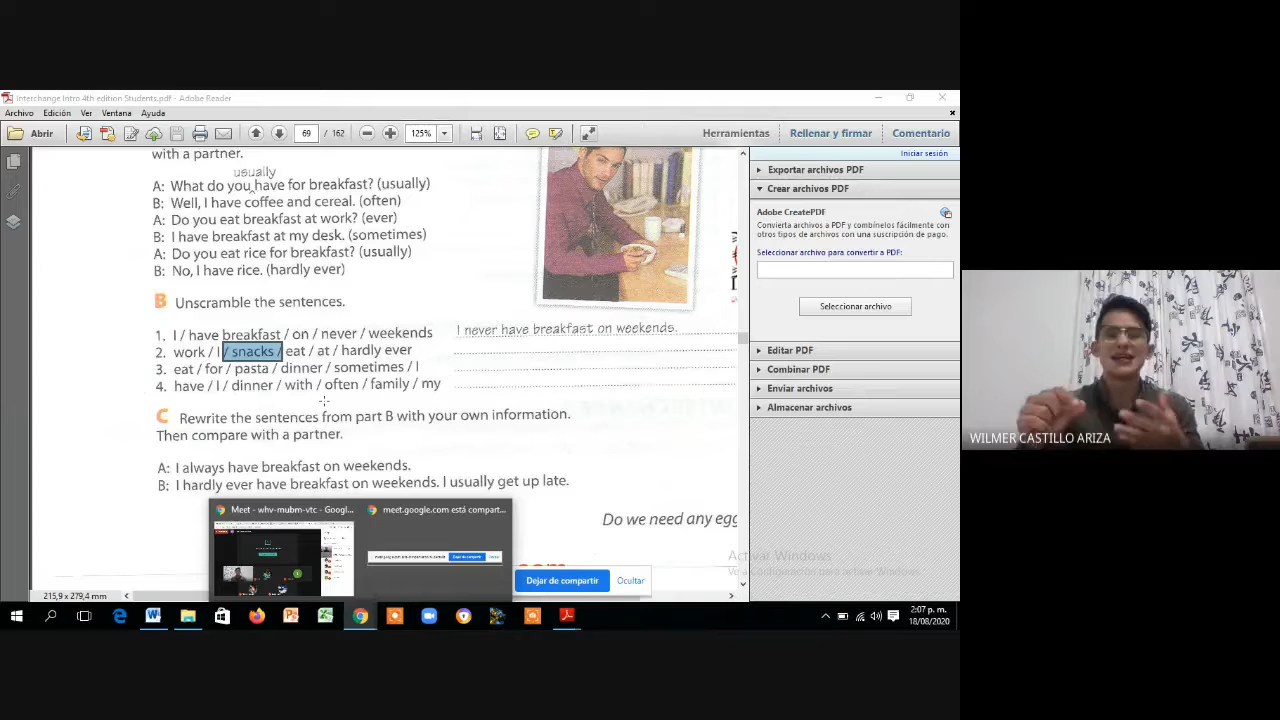 Interchange Intro 4th edition Students.pdf - Adobe Reader
Archivo Edición Ver Ventana Ayuda
Abrir 69 / 162 125% Herramientas Rellenar y firmar Comentario
Iniciar sesión
with a partner.
usually
A: What do you have for breakfast? (usually)
B: Well, I have coffee and cereal. (often)
A: Do you eat breakfast at work? (ever)
B: I have breakfast at my desk. (sometimes)
A: Do you eat rice for breakfast? (usually)
B: No, I have rice. (hardly ever)
B Unscramble the sentences.
1. I / have breakfast / on / never / weekends I never have breakfast on weekends.
2. work / I / snacks / eat / at / hardly ever
3. eat / for / pasta / dinner / sometimes / I
4. have / I / dinner / with / often / family / my
C Rewrite the sentences from part B with your own information.
Then compare with a partner.
A: I always have breakfast on weekends.
B: I hardly ever have breakfast on weekends. I usually get up late.
Do we need any egg
Exportar archivos PDF
Crear archivos PDF
Adobe CreatePDF
Convierta archivos a PDF y combínelos fácilmente
con otros tipos de archivos con una suscripción de pago.
Seleccionar archivo para convertir a PDF:
Seleccionar archivo
Editar PDF
Combinar PDF
Enviar archivos
Almacenar archivos
WILMER CASTILLO ARIZA
Meet - whv-mubm-vtc - Googl...
meet.google.com está compart...
Activar Windows
Dejar de compartir Ocultar
215,9 x 279,4 mm
2:07 p. m.
18/08/2020